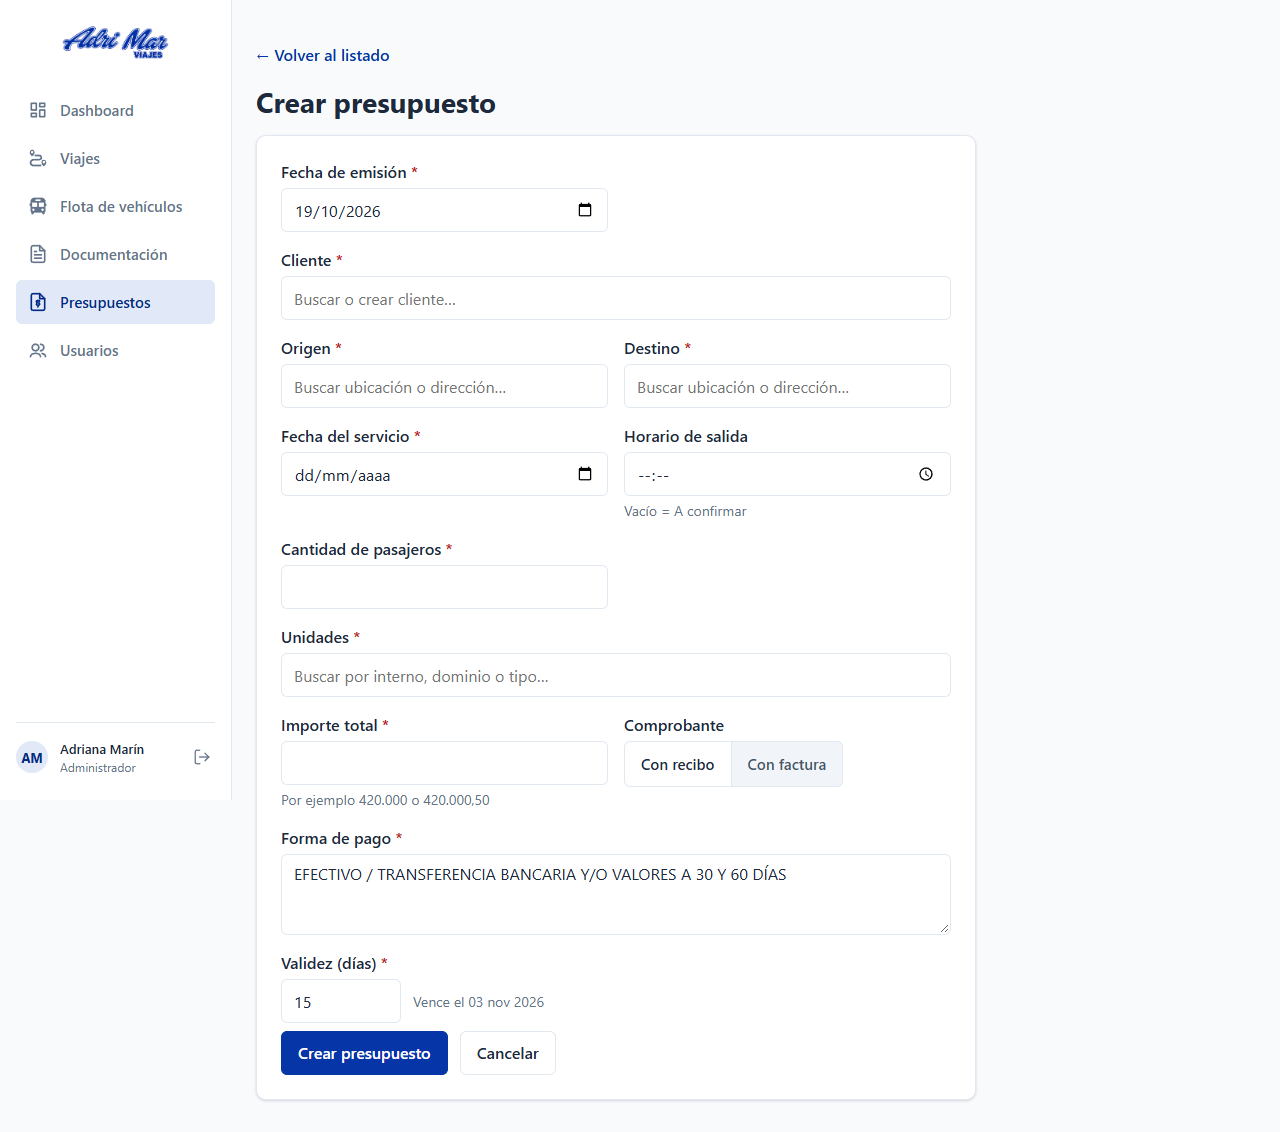 Adri Mar
VIAJES
Dashboard
Viajes
Flota de vehículos
Documentación
Presupuestos
Usuarios
AM
Adriana Marín
Administrador
← Volver al listado
Crear presupuesto
Fecha de emisión *
19/10/2026
Cliente *
Buscar o crear cliente...
Origen *
Destino *
Buscar ubicación o dirección...
Buscar ubicación o dirección...
Fecha del servicio *
Horario de salida
dd/mm/aaaa
--:--
Vacío = A confirmar
Cantidad de pasajeros *
Unidades *
Buscar por interno, dominio o tipo...
Importe total *
Comprobante
Con recibo
Con factura
Por ejemplo 420.000 o 420.000,50
Forma de pago *
EFECTIVO / TRANSFERENCIA BANCARIA Y/O VALORES A 30 Y 60 DÍAS
Validez (días) *
15
Vence el 03 nov 2026
Crear presupuesto
Cancelar